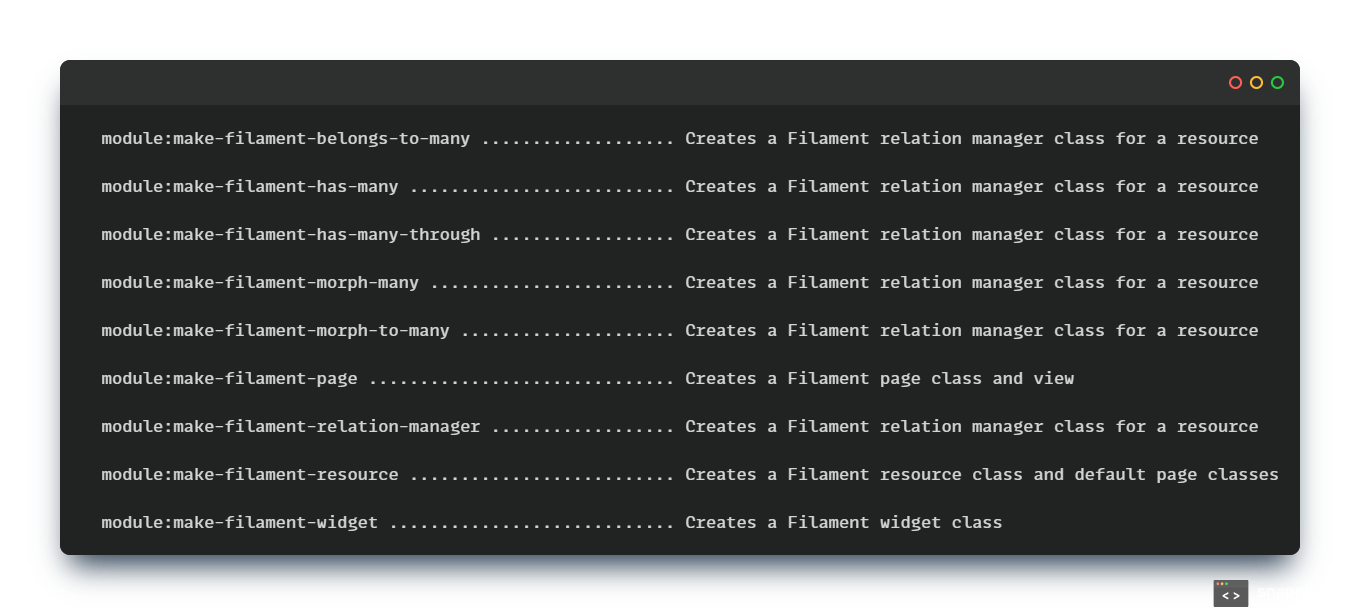 module:make-filament-belongs-to-many ................... Creates a Filament relation manager class for a resource
module:make-filament-has-many .......................... Creates a Filament relation manager class for a resource
module:make-filament-has-many-through .................. Creates a Filament relation manager class for a resource
module:make-filament-morph-many ........................ Creates a Filament relation manager class for a resource
module:make-filament-morph-to-many ..................... Creates a Filament relation manager class for a resource
module:make-filament-page .............................. Creates a Filament page class and view
module:make-filament-relation-manager .................. Creates a Filament relation manager class for a resource
module:make-filament-resource .......................... Creates a Filament resource class and default page classes
module:make-filament-widget ............................ Creates a Filament widget class
< >